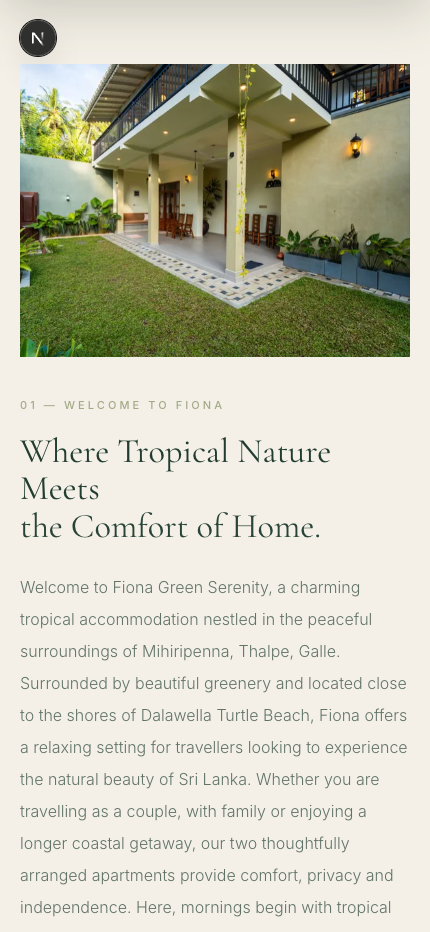 N
01 — WELCOME TO FIONA
Where Tropical Nature
Meets
the Comfort of Home.
Welcome to Fiona Green Serenity, a charming
tropical accommodation nestled in the peaceful
surroundings of Mihiripenna, Thalpe, Galle.
Surrounded by beautiful greenery and located close
to the shores of Dalawella Turtle Beach, Fiona offers
a relaxing setting for travellers looking to experience
the natural beauty of Sri Lanka. Whether you are
travelling as a couple, with family or enjoying a
longer coastal getaway, our two thoughtfully
arranged apartments provide comfort, privacy and
independence. Here, mornings begin with tropical